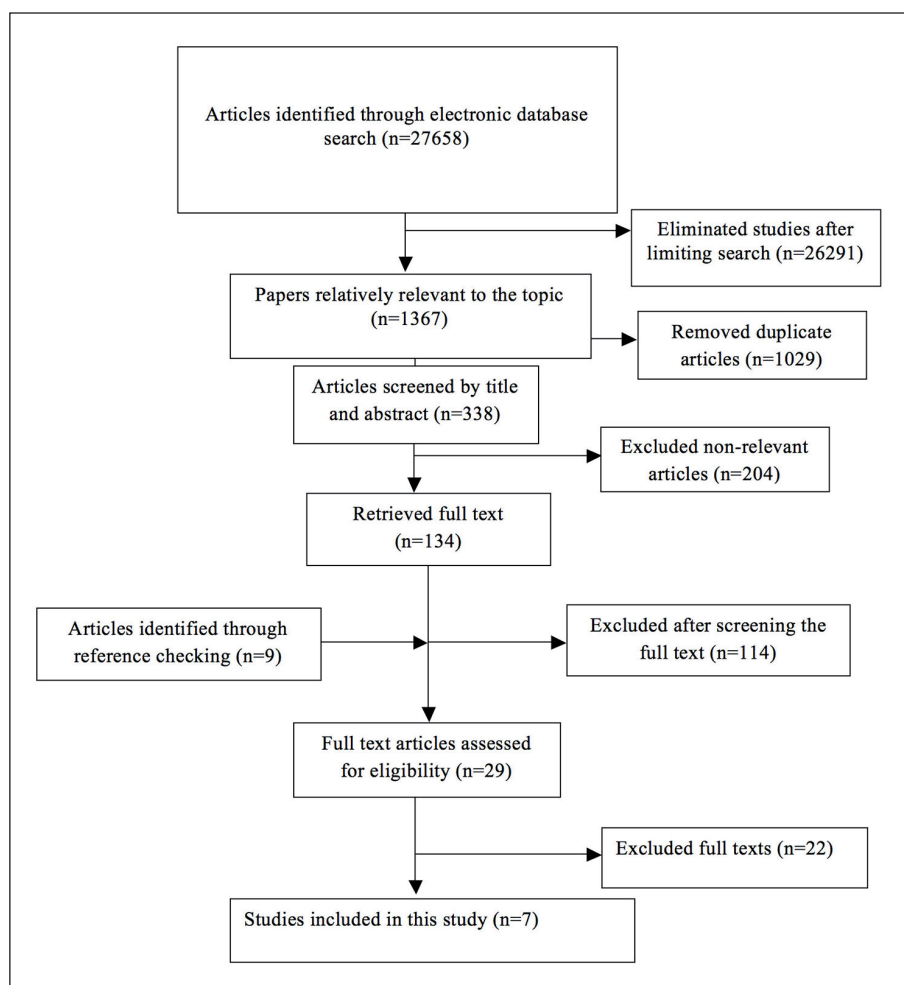 Articles identified through electronic database
search (n=27658)
Eliminated studies after
limiting search (n=26291)
Papers relatively relevant to the topic
(n=1367)
Removed duplicate
articles (n=1029)
Articles screened by title
and abstract (n=338)
Excluded non-relevant
articles (n=204)
Retrieved full text
(n=134)
Articles identified through
reference checking (n=9)
Excluded after screening the
full text (n=114)
Full text articles assessed
for eligibility (n=29)
Excluded full texts (n=22)
Studies included in this study (n=7)